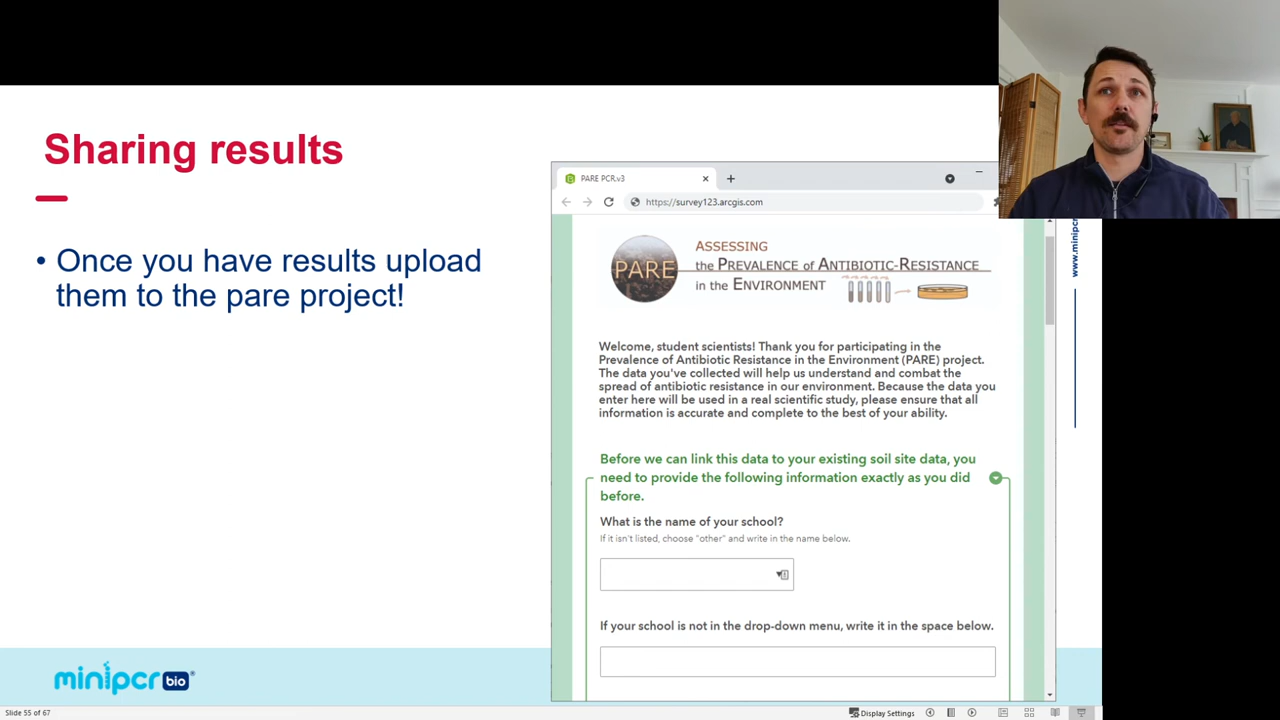 Sharing results
• Once you have results upload
them to the pare project!
PARE PCR.v3
https://survey123.arcgis.com
PARE
ASSESSING
the PREVALENCE of ANTIBIOTIC-RESISTANCE
in the ENVIRONMENT
Welcome, student scientists! Thank you for participating in the
Prevalence of Antibiotic Resistance in the Environment (PARE) project.
The data you've collected will help us understand and combat the
spread of antibiotic resistance in our environment. Because the data you
enter here will be used in a real scientific study, please ensure that all
information is accurate and complete to the best of your ability.
Before we can link this data to your existing soil site data, you
need to provide the following information exactly as you did
before.
What is the name of your school?
If it isn't listed, choose "other" and write in the name below.
If your school is not in the drop-down menu, write it in the space below.
www.minipcr
minipcr bio
Slide 55 of 67
Display Settings